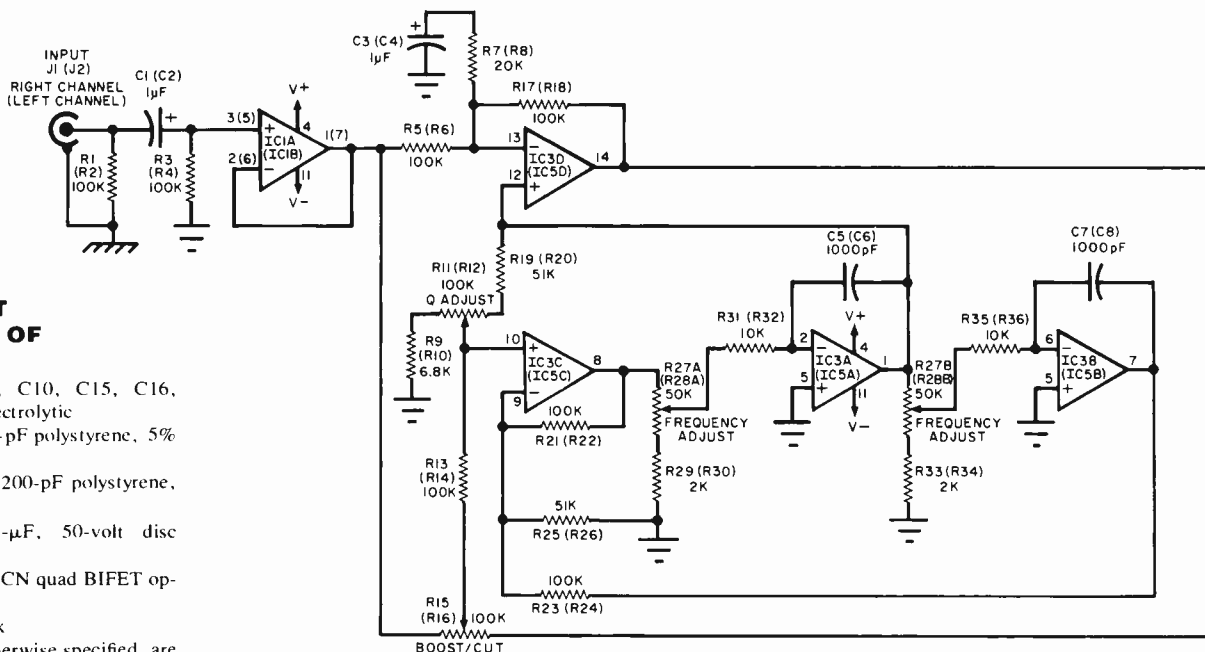 INPUT
J1 (J2)
RIGHT CHANNEL
(LEFT CHANNEL)
C1 (C2)
1µF
+
R1
(R2)
100K
R3
(R4)
100K
3(5)
2(6)
+
−
IC1A
(IC1B)
V+
4
11
V−
1(7)
C3 (C4)
1µF
+
R7 (R8)
20K
R17 (R18)
100K
R5 (R6)
100K
13
12
−
+
IC3D
(IC5D)
14
R19 (R20)
51K
R11 (R12)
100K
Q ADJUST
R9
(R10)
6.8K
10
9
+
−
IC3C
(IC5C)
8
100K
R21 (R22)
R13
(R14)
100K
51K
R25 (R26)
100K
R23 (R24)
R15
(R16) 100K
BOOST/CUT
R27A
(R28A)
50K
FREQUENCY
ADJUST
R29 (R30)
2K
R31 (R32)
10K
C5 (C6)
1000pF
2
5
−
+
IC3A
(IC5A)
V+
4
11
V−
1
R27B
(R28B)
50K
FREQUENCY
ADJUST
R33 (R34)
2K
R35 (R36)
10K
C7 (C8)
1000pF
6
5
−
+
IC3B
(IC5B)
7
T
OF
, C10, C15, C16,
ectrolytic
-pF polystyrene, 5%
200-pF polystyrene,
-µF, 50-volt disc
CN quad BIFET op-
k
erwise specified, are